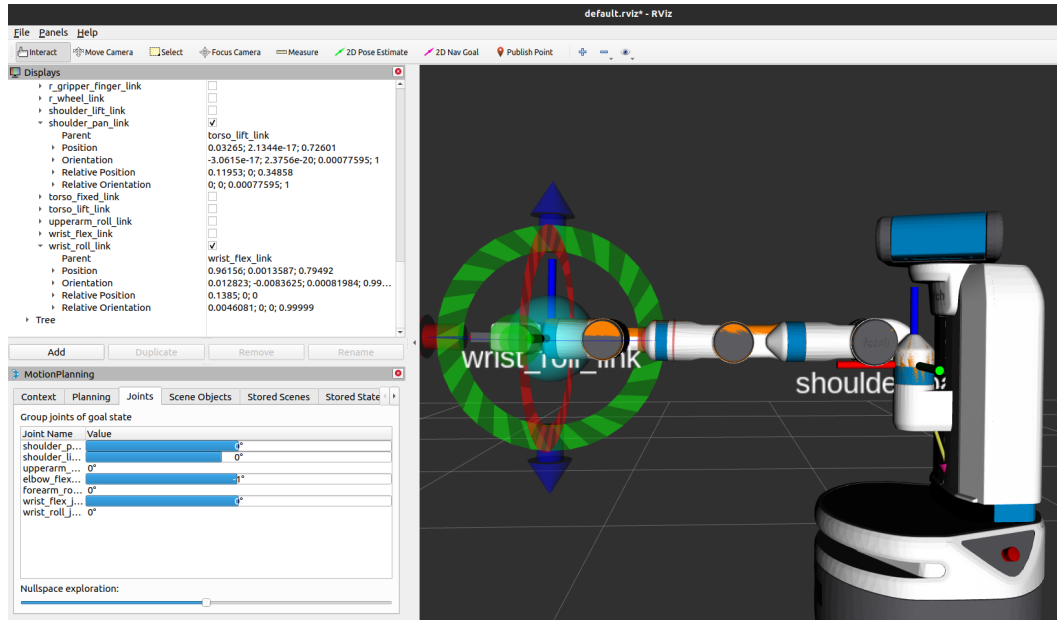 default.rviz* - RViz
File Panels Help
Interact Move Camera Select Focus Camera Measure 2D Pose Estimate 2D Nav Goal Publish Point
Displays
r_gripper_finger_link
r_wheel_link
shoulder_lift_link
shoulder_pan_link
Parent torso_lift_link
Position 0.03265; 2.1344e-17; 0.72601
Orientation -3.0615e-17; 2.3756e-20; 0.00077595; 1
Relative Position 0.11953; 0; 0.34858
Relative Orientation 0; 0; 0.00077595; 1
torso_fixed_link
torso_lift_link
upperarm_roll_link
wrist_flex_link
wrist_roll_link
Parent wrist_flex_link
Position 0.96156; 0.0013587; 0.79492
Orientation 0.012823; -0.0083625; 0.00081984; 0.99...
Relative Position 0.1385; 0; 0
Relative Orientation 0.0046081; 0; 0; 0.99999
Tree
Add Duplicate Remove Rename
MotionPlanning
Context Planning Joints Scene Objects Stored Scenes Stored State
Group joints of goal state
Joint Name Value
shoulder_p... 0°
shoulder_li... 0°
upperarm_... 0°
elbow_flex... -1°
forearm_ro... 0°
wrist_flex_j... 0°
wrist_roll_j... 0°
Nullspace exploration:
wrist_roll_link
shoulde